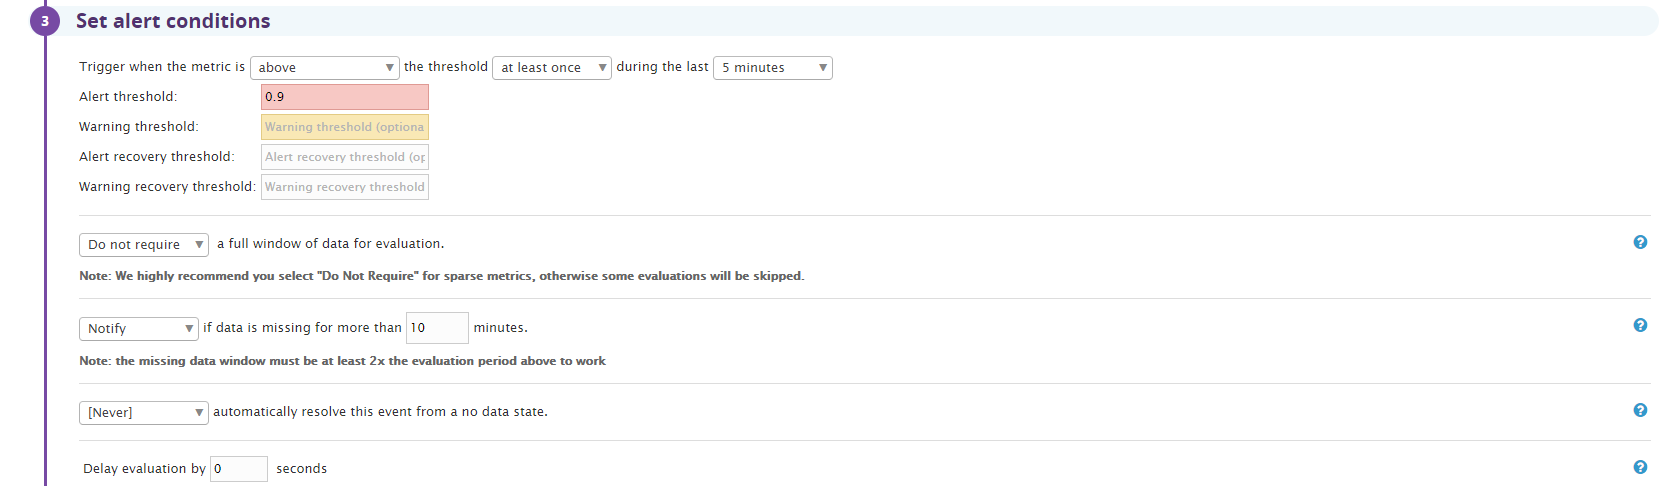 3 Set alert conditions
Trigger when the metric is above the threshold at least once during the last 5 minutes
Alert threshold: 0.9
Warning threshold: Warning threshold (optiona
Alert recovery threshold: Alert recovery threshold (op
Warning recovery threshold: Warning recovery threshold
Do not require a full window of data for evaluation. ?
Note: We highly recommend you select "Do Not Require" for sparse metrics, otherwise some evaluations will be skipped.
Notify if data is missing for more than 10 minutes. ?
Note: the missing data window must be at least 2x the evaluation period above to work
[Never] automatically resolve this event from a no data state. ?
Delay evaluation by 0 seconds ?